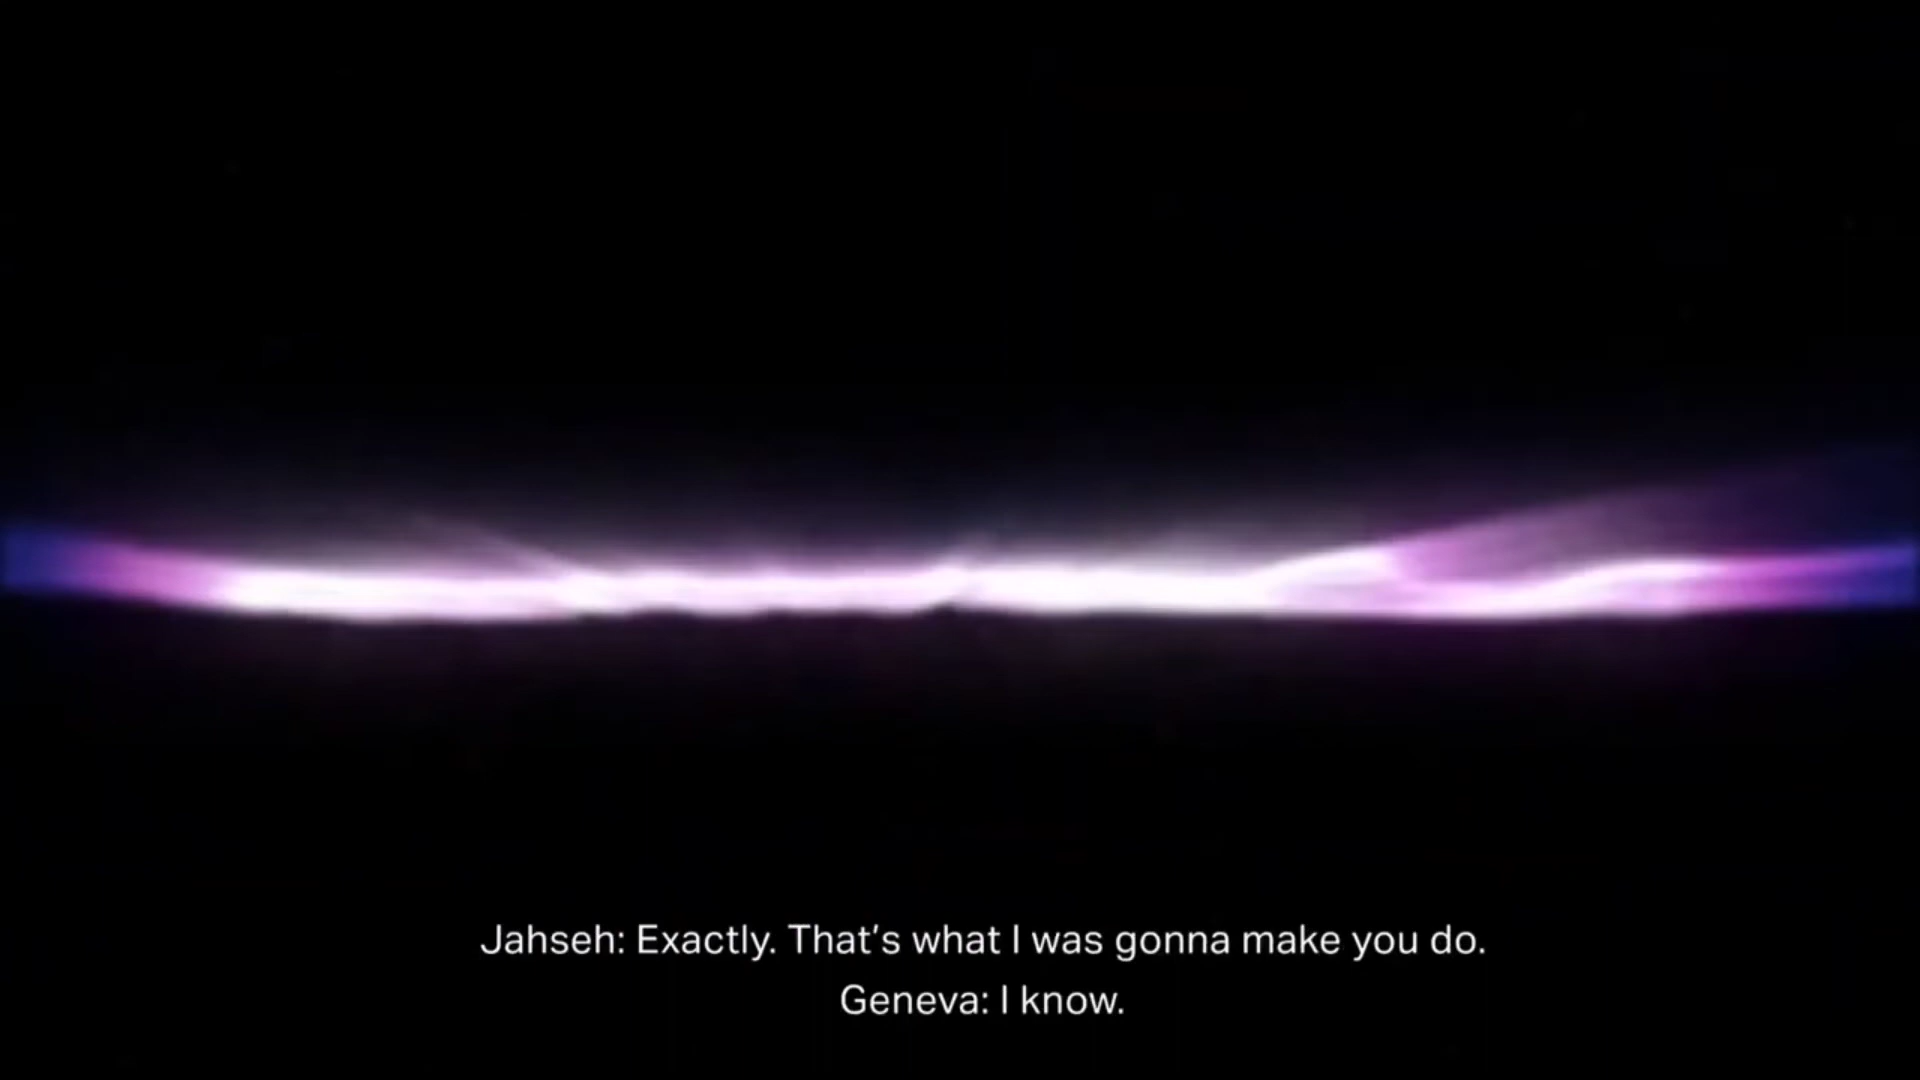 Jahseh: Exactly. That's what I was gonna make you do.
Geneva: I know.